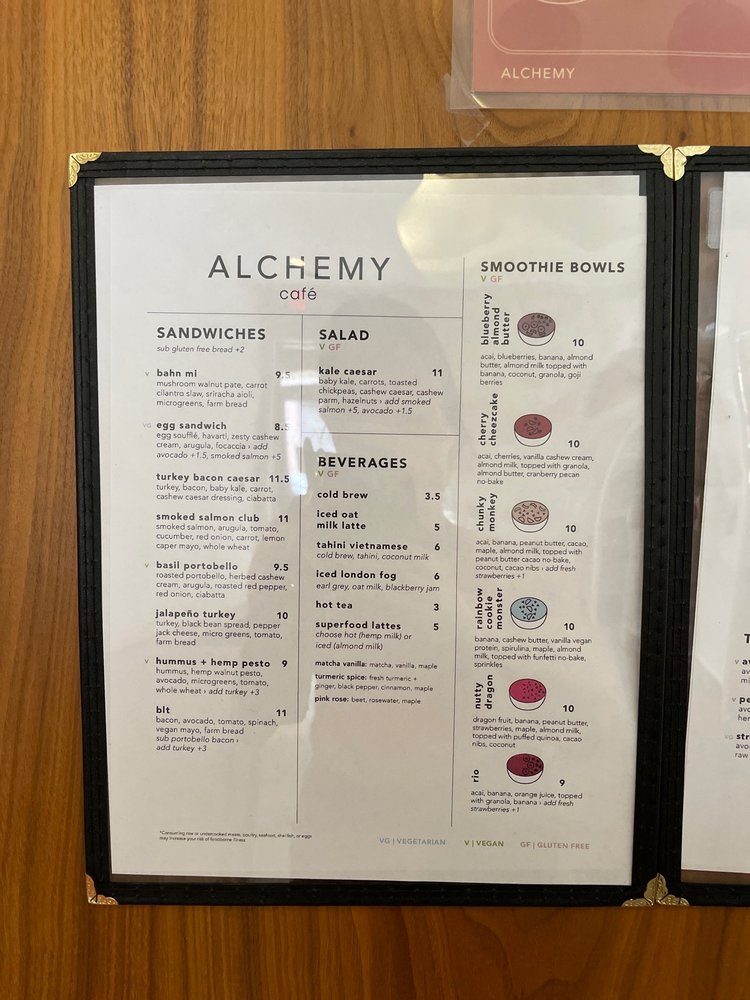 ALCHEMY
ALCHEMY
café
SANDWICHES
sub gluten free bread +2
V bahn mi 9.5
mushroom walnut pate, carrot
cilantro slaw, sriracha aioli,
microgreens, farm bread
VG egg sandwich 8.5
egg soufflé, havarti, zesty cashew
cream, arugula, focaccia › add
avocado +1.5, smoked salmon +5
turkey bacon caesar 11.5
turkey, bacon, baby kale, carrot,
cashew caesar dressing, ciabatta
smoked salmon club 11
smoked salmon, arugula, tomato,
cucumber, red onion, carrot, lemon
caper mayo, whole wheat
V basil portobello 9.5
roasted portobello, herbed cashew
cream, arugula, roasted red pepper,
red onion, ciabatta
jalapeño turkey 10
turkey, black bean spread, pepper
jack cheese, micro greens, tomato,
farm bread
V hummus + hemp pesto 9
hummus, hemp walnut pesto,
avocado, microgreens, tomato,
whole wheat › add turkey +3
blt 11
bacon, avocado, tomato, spinach,
vegan mayo, farm bread
sub portobello bacon ›
add turkey +3
SALAD
V GF
kale caesar 11
baby kale, carrots, toasted
chickpeas, cashew caesar, cashew
parm, hazelnuts › add smoked
salmon +5, avocado +1.5
BEVERAGES
V GF
cold brew 3.5
iced oat
milk latte 5
tahini vietnamese 6
cold brew, tahini, coconut milk
iced london fog 6
earl grey, oat milk, blackberry jam
hot tea 3
superfood lattes 5
choose hot (hemp milk) or
iced (almond milk)
matcha vanilla: matcha, vanilla, maple
turmeric spice: fresh turmeric +
ginger, black pepper, cinnamon, maple
pink rose: beet, rosewater, maple
SMOOTHIE BOWLS
V GF
blueberry
almond
butter
10
acai, blueberries, banana, almond
butter, almond milk topped with
banana, coconut, granola, goji
berries
cherry
cheezcake
10
acai, cherries, vanilla cashew cream,
almond milk, topped with granola,
almond butter, cranberry pecan
no-bake
chunky
monkey
10
acai, banana, peanut butter, cacao,
maple, almond milk, topped with
peanut butter cacao no-bake,
coconut, cacao nibs › add fresh
strawberries +1
rainbow
cookie
monster
10
banana, cashew butter, vanilla vegan
protein, spirulina, maple, almond
milk, topped with funfetti no-bake,
sprinkles
nutty
dragon
10
dragon fruit, banana, peanut butter,
strawberries, maple, almond milk,
topped with puffed quinoa, cacao
nibs, coconut
rio
9
acai, banana, orange juice, topped
with granola, banana › add fresh
strawberries +1
*Consuming raw or undercooked meats, poultry, seafood, shellfish, or eggs
may increase your risk of foodborne illness
VG | VEGETARIAN V | VEGAN GF | GLUTEN FREE